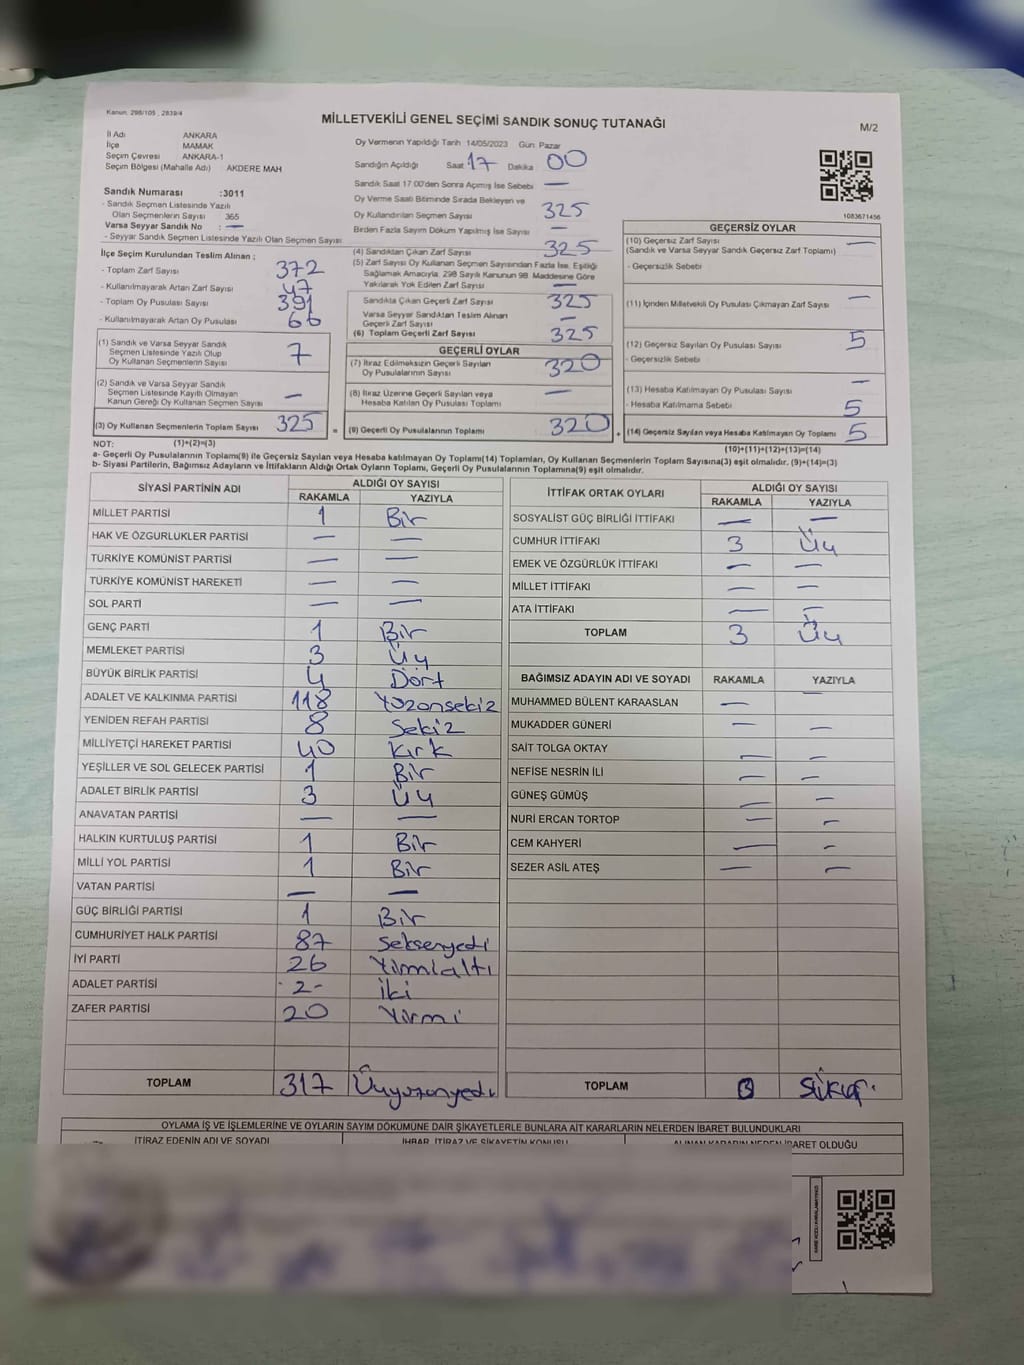 Kanun: 298/105 , 2839/4
MİLLETVEKİLİ GENEL SEÇİMİ SANDIK SONUÇ TUTANAĞI
M/2
İl Adı ANKARA
İlçe MAMAK
Seçim Çevresi ANKARA-1
Seçim Bölgesi (Mahalle Adı) AKDERE MAH
Sandık Numarası :3011
- Sandık Seçmen Listesinde Yazılı
Olan Seçmenlerin Sayısı 365
Varsa Seyyar Sandık No : —
- Seyyar Sandık Seçmen Listesinde Yazılı Olan Seçmen Sayısı
İlçe Seçim Kurulundan Teslim Alınan ;
- Toplam Zarf Sayısı 372
- Kullanılmayarak Artan Zarf Sayısı 47
- Toplam Oy Pusulası Sayısı 391
- Kullanılmayarak Artan Oy Pusulası 66
(1) Sandık ve Varsa Seyyar Sandık
Seçmen Listesinde Yazılı Olup
Oy Kullanan Seçmenlerin Sayısı 7
(2) Sandık ve Varsa Seyyar Sandık
Seçmen Listesinde Kayıtlı Olmayan
Kanun Gereği Oy Kullanan Seçmen Sayısı —
(3) Oy Kullanan Seçmenlerin Toplam Sayısı 325
Oy Vermenin Yapıldığı Tarih 14/05/2023 Gün Pazar
Sandığın Açıldığı Saat 17 Dakika 00
Sandık Saat 17:00'den Sonra Açılmış İse Sebebi —
Oy Verme Saati Bitiminde Sırada Bekleyen ve
Oy Kullandırılan Seçmen Sayısı 325
Birden Fazla Sayım Döküm Yapılmış İse Sayısı —
(4) Sandıktan Çıkan Zarf Sayısı 325
(5) Zarf Sayısı Oy Kullanan Seçmen Sayısından Fazla İse, Eşitliği
Sağlamak Amacıyla, 298 Sayılı Kanunun 98. Maddesine Göre
Yakılarak Yok Edilen Zarf Sayısı —
Sandıkta Çıkan Geçerli Zarf Sayısı 325
Varsa Seyyar Sandıktan Teslim Alınan
Geçerli Zarf Sayısı —
(6) Toplam Geçerli Zarf Sayısı 325
GEÇERLİ OYLAR
(7) İtiraz Edilmeksizin Geçerli Sayılan
Oy Pusulalarının Sayısı 320
(8) İtiraz Üzerine Geçerli Sayılan veya
Hesaba Katılan Oy Pusulası Toplamı —
= (9) Geçerli Oy Pusulalarının Toplamı 320 +
1083671456
GEÇERSİZ OYLAR
(10) Geçersiz Zarf Sayısı —
(Sandık ve Varsa Seyyar Sandık Geçersiz Zarf Toplamı)
- Geçersizlik Sebebi
(11) İçinden Milletvekili Oy Pusulası Çıkmayan Zarf Sayısı —
(12) Geçersiz Sayılan Oy Pusulası Sayısı 5
- Geçersizlik Sebebi
(13) Hesaba Katılmayan Oy Pusulası Sayısı —
- Hesaba Katılmama Sebebi 5
(14) Geçersiz Sayılan veya Hesaba Katılmayan Oy Pusulası Toplamı 5
NOT: (1)+(2)=(3) (10)+(11)+(12)+(13)=(14)
a- Geçerli Oy Pusulalarının Toplamı(9) ile Geçersiz Sayılan veya Hesaba katılmayan Oy Toplamı(14) Toplamları, Oy Kullanan Seçmenlerin Toplam Sayısına(3) eşit olmalıdır. (9)+(14)=(3)
b- Siyasi Partilerin, Bağımsız Adayların ve İttifakların Aldığı Ortak Oyların Toplamı, Geçerli Oy Pusulalarının Toplamına(9) eşit olmalıdır.
SİYASİ PARTİNİN ADI ALDIĞI OY SAYISI
RAKAMLA YAZIYLA
MİLLET PARTİSİ 1 Bir
HAK VE ÖZGÜRLÜKLER PARTİSİ — —
TÜRKİYE KOMÜNİST PARTİSİ — —
TÜRKİYE KOMÜNİST HAREKETİ — —
SOL PARTİ — —
GENÇ PARTİ 1 Bir
MEMLEKET PARTİSİ 3 Üç
BÜYÜK BİRLİK PARTİSİ 4 Dört
ADALET VE KALKINMA PARTİSİ 118 Yüzonsekiz
YENİDEN REFAH PARTİSİ 8 Sekiz
MİLLİYETÇİ HAREKET PARTİSİ 40 Kırk
YEŞİLLER VE SOL GELECEK PARTİSİ 1 Bir
ADALET BİRLİK PARTİSİ 3 Üç
ANAVATAN PARTİSİ — —
HALKIN KURTULUŞ PARTİSİ 1 Bir
MİLLİ YOL PARTİSİ 1 Bir
VATAN PARTİSİ — —
GÜÇ BİRLİĞİ PARTİSİ 1 Bir
CUMHURİYET HALK PARTİSİ 87 Seksenyedi
İYİ PARTİ 26 Yirmialtı
ADALET PARTİSİ -2- iki
ZAFER PARTİSİ 20 Yirmi
TOPLAM 317 Üçyüzonyedi
İTTİFAK ORTAK OYLARI ALDIĞI OY SAYISI
RAKAMLA YAZIYLA
SOSYALİST GÜÇ BİRLİĞİ İTTİFAKI — —
CUMHUR İTTİFAKI 3 Üç
EMEK VE ÖZGÜRLÜK İTTİFAKI — —
MİLLET İTTİFAKI — —
ATA İTTİFAKI — —
TOPLAM 3 Üç
BAĞIMSIZ ADAYIN ADI VE SOYADI RAKAMLA YAZIYLA
MUHAMMED BÜLENT KARAASLAN — —
MUKADDER GÜNERİ — —
SAİT TOLGA OKTAY — —
NEFİSE NESRİN İLİ — —
GÜNEŞ GÜMÜŞ — —
NURİ ERCAN TORTOP — —
CEM KAHYERİ — —
SEZER ASİL ATEŞ — —
TOPLAM
OYLAMA İŞ VE İŞLEMLERİNE VE OYLARIN SAYIM DÖKÜMÜNE DAİR ŞİKAYETLERLE BUNLARA AİT KARARLARIN NELERDEN İBARET BULUNDUKLARI
İTİRAZ EDENİN ADI VE SOYADI İHBAR, İTİRAZ VE ŞİKAYETİN KONUSU ALINAN KARARIN NEDEN İBARET OLDUĞU